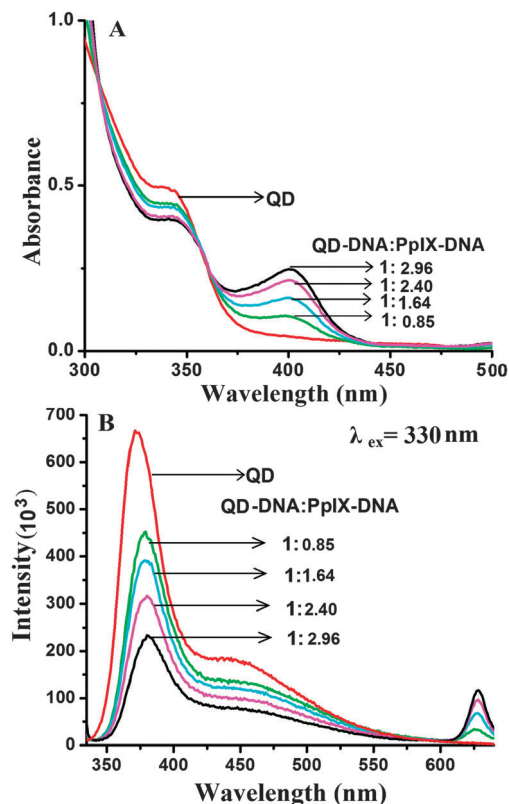 A
1.0
0.5
0.0
Absorbance
QD
QD-DNA:PpIX-DNA
1: 2.96
1: 2.40
1: 1.64
1: 0.85
300 350 400 450 500
Wavelength (nm)
B
λ ex= 330 nm
700
600
500
400
300
200
100
0
Intensity(10³)
QD
QD-DNA:PpIX-DNA
1: 0.85
1: 1.64
1: 2.40
1: 2.96
350 400 450 500 550 600
Wavelength (nm)